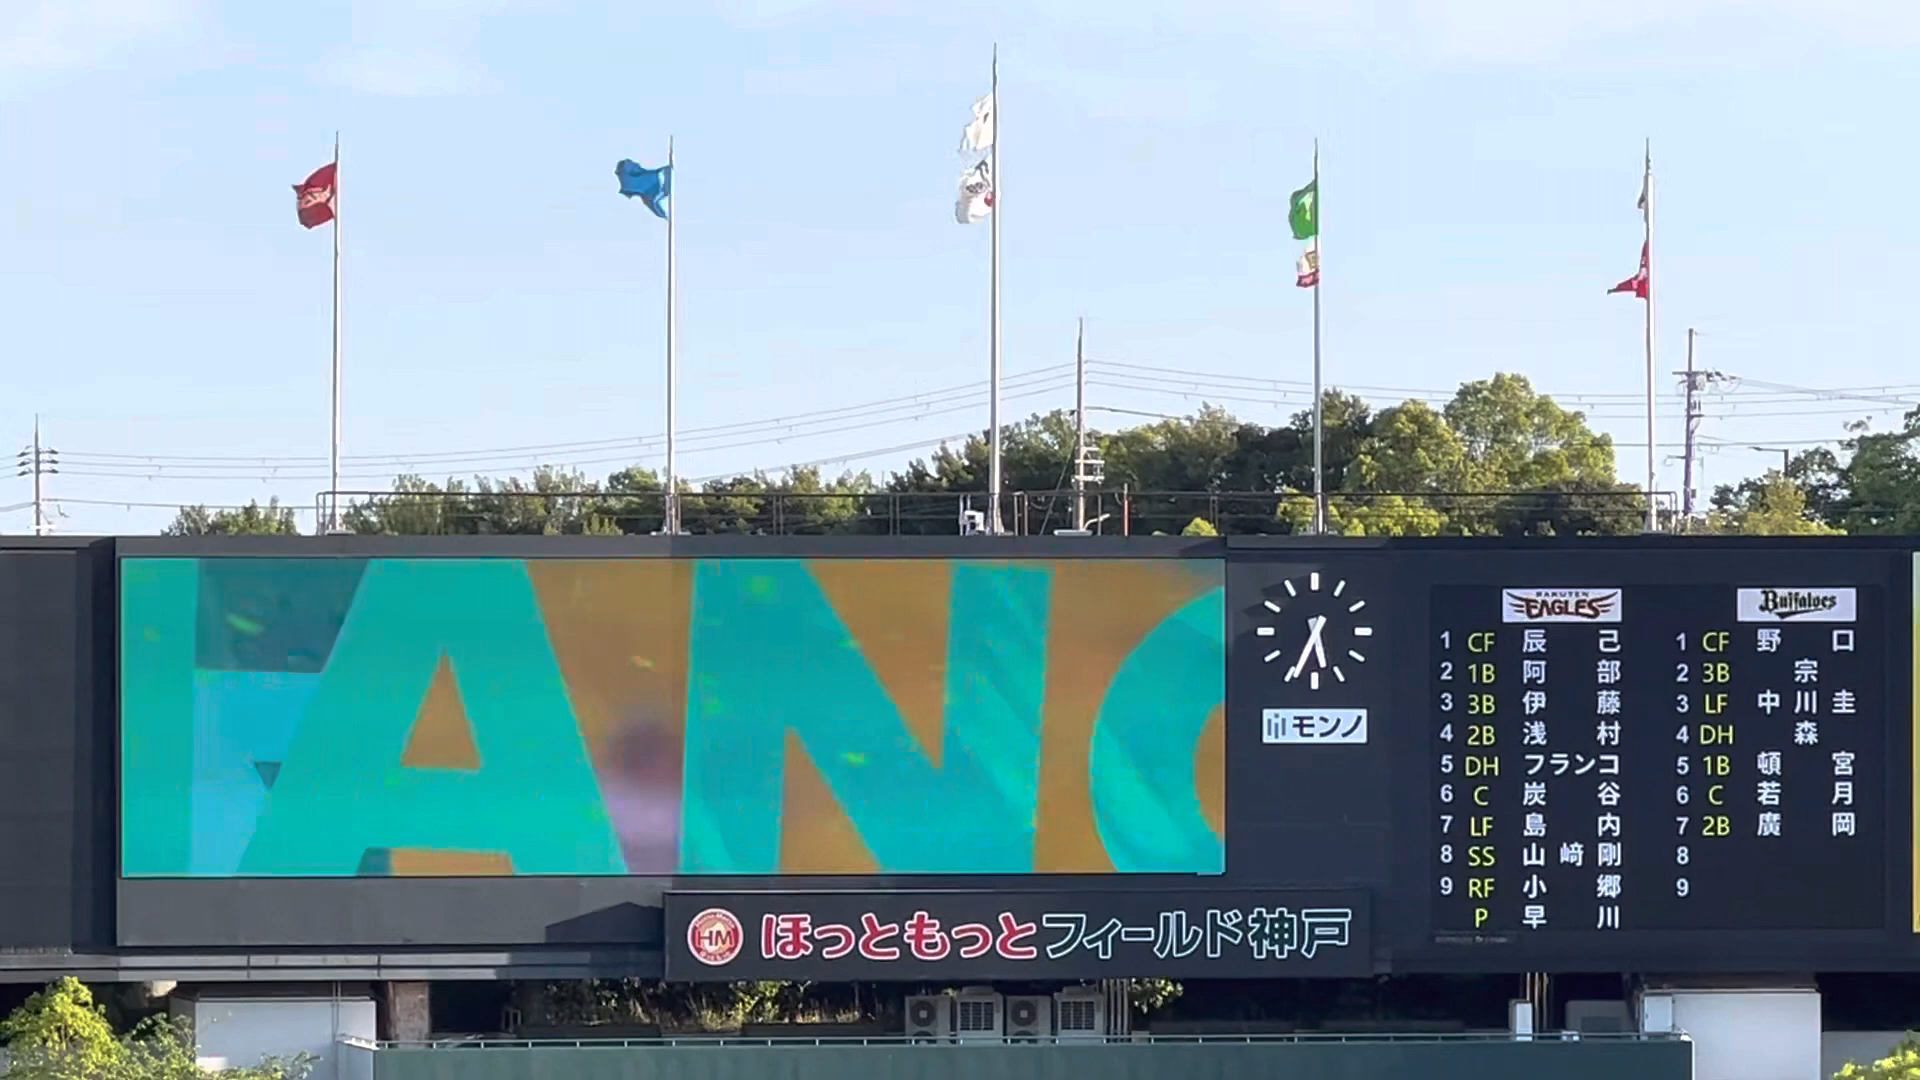 ANC
RAKUTEN
EAGLES
1 CF 辰己
2 1B 阿部
3 3B 伊藤
4 2B 浅村
5 DH フランコ
6 C 炭谷
7 LF 島内
8 SS 山﨑剛
9 RF 小郷
P 早川
Buffaloes
1 CF 野口
2 3B 宗
3 LF 中川圭
4 DH 森
5 1B 頓宮
6 C 若月
7 2B 廣岡
8
9
モンノ
HM ほっともっとフィールド神戸